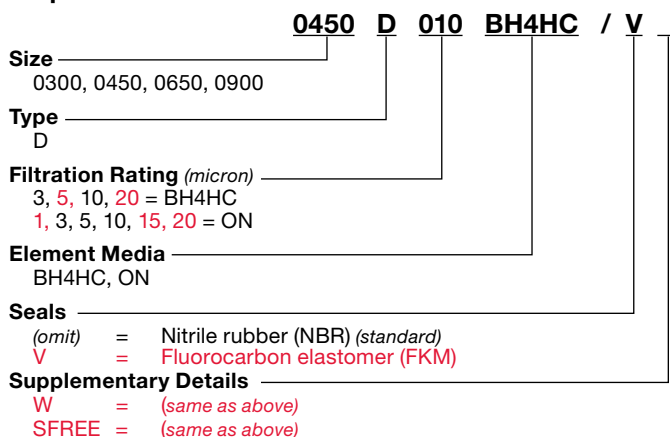 0450 D 010 BH4HC / V
Size
0300, 0450, 0650, 0900
Type
D
Filtration Rating (micron)
3, 5, 10, 20 = BH4HC
1, 3, 5, 10, 15, 20 = ON
Element Media
BH4HC, ON
Seals
(omit) = Nitrile rubber (NBR) (standard)
V = Fluorocarbon elastomer (FKM)
Supplementary Details
W = (same as above)
SFREE = (same as above)